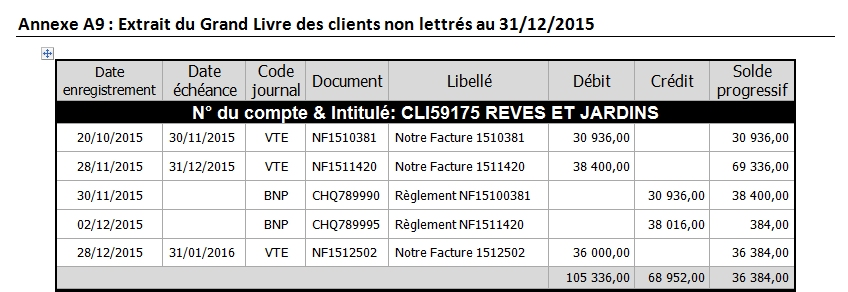 Annexe A9 : Extrait du Grand Livre des clients non lettrés au 31/12/2015
Date enregistrement Date échéance Code journal Document Libellé Débit Crédit Solde progressif
N° du compte & Intitulé: CLI59175 REVES ET JARDINS
20/10/2015 30/11/2015 VTE NF1510381 Notre Facture 1510381 30 936,00 30 936,00
28/11/2015 31/12/2015 VTE NF1511420 Notre Facture 1511420 38 400,00 69 336,00
30/11/2015 BNP CHQ789990 Règlement NF15100381 30 936,00 38 400,00
02/12/2015 BNP CHQ789995 Règlement NF1511420 38 016,00 384,00
28/12/2015 31/01/2016 VTE NF1512502 Notre Facture 1512502 36 000,00 36 384,00
105 336,00 68 952,00 36 384,00